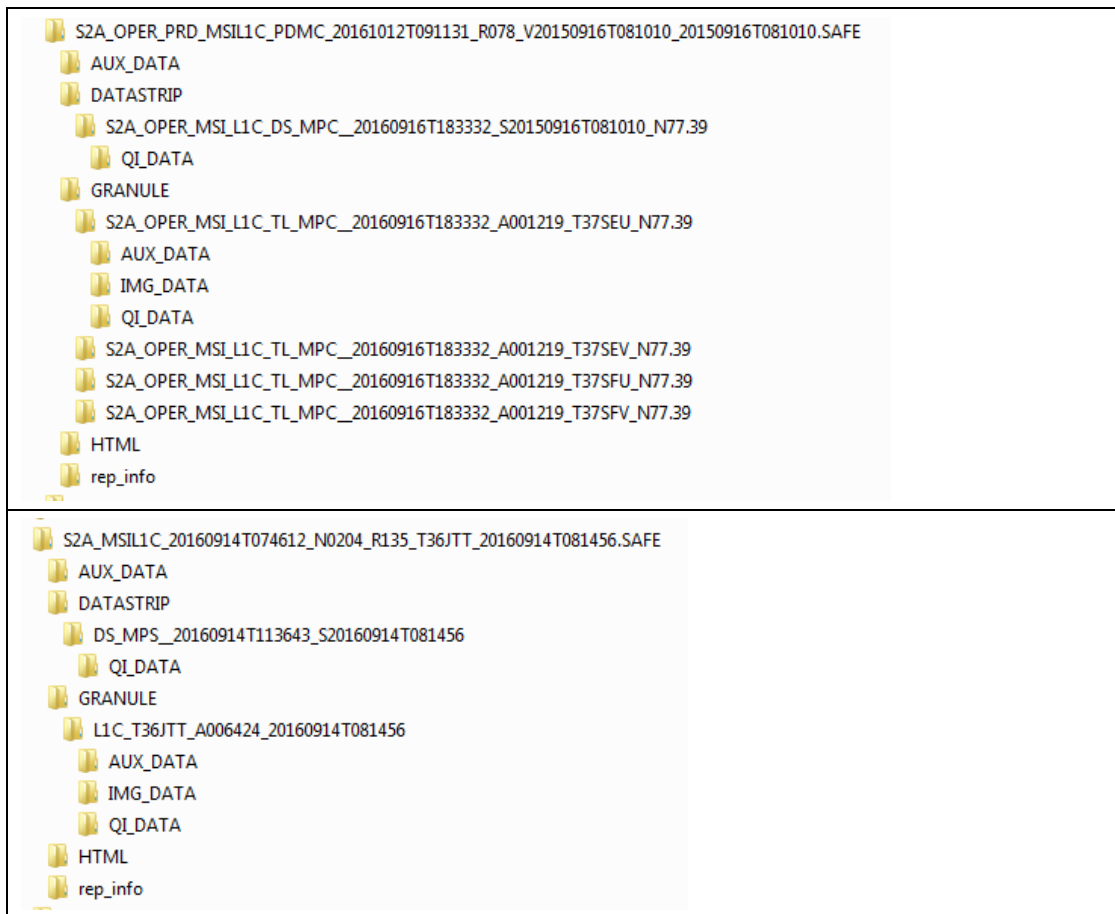 S2A_OPER_PRD_MSIL1C_PDMC_20161012T091131_R078_V20150916T081010_20150916T081010.SAFE
AUX_DATA
DATASTRIP
S2A_OPER_MSI_L1C_DS_MPC__20160916T183332_S20150916T081010_N77.39
QI_DATA
GRANULE
S2A_OPER_MSI_L1C_TL_MPC__20160916T183332_A001219_T37SEU_N77.39
AUX_DATA
IMG_DATA
QI_DATA
S2A_OPER_MSI_L1C_TL_MPC__20160916T183332_A001219_T37SEV_N77.39
S2A_OPER_MSI_L1C_TL_MPC__20160916T183332_A001219_T37SFU_N77.39
S2A_OPER_MSI_L1C_TL_MPC__20160916T183332_A001219_T37SFV_N77.39
HTML
rep_info
S2A_MSIL1C_20160914T074612_N0204_R135_T36JTT_20160914T081456.SAFE
AUX_DATA
DATASTRIP
DS_MPS__20160914T113643_S20160914T081456
QI_DATA
GRANULE
L1C_T36JTT_A006424_20160914T081456
AUX_DATA
IMG_DATA
QI_DATA
HTML
rep_info